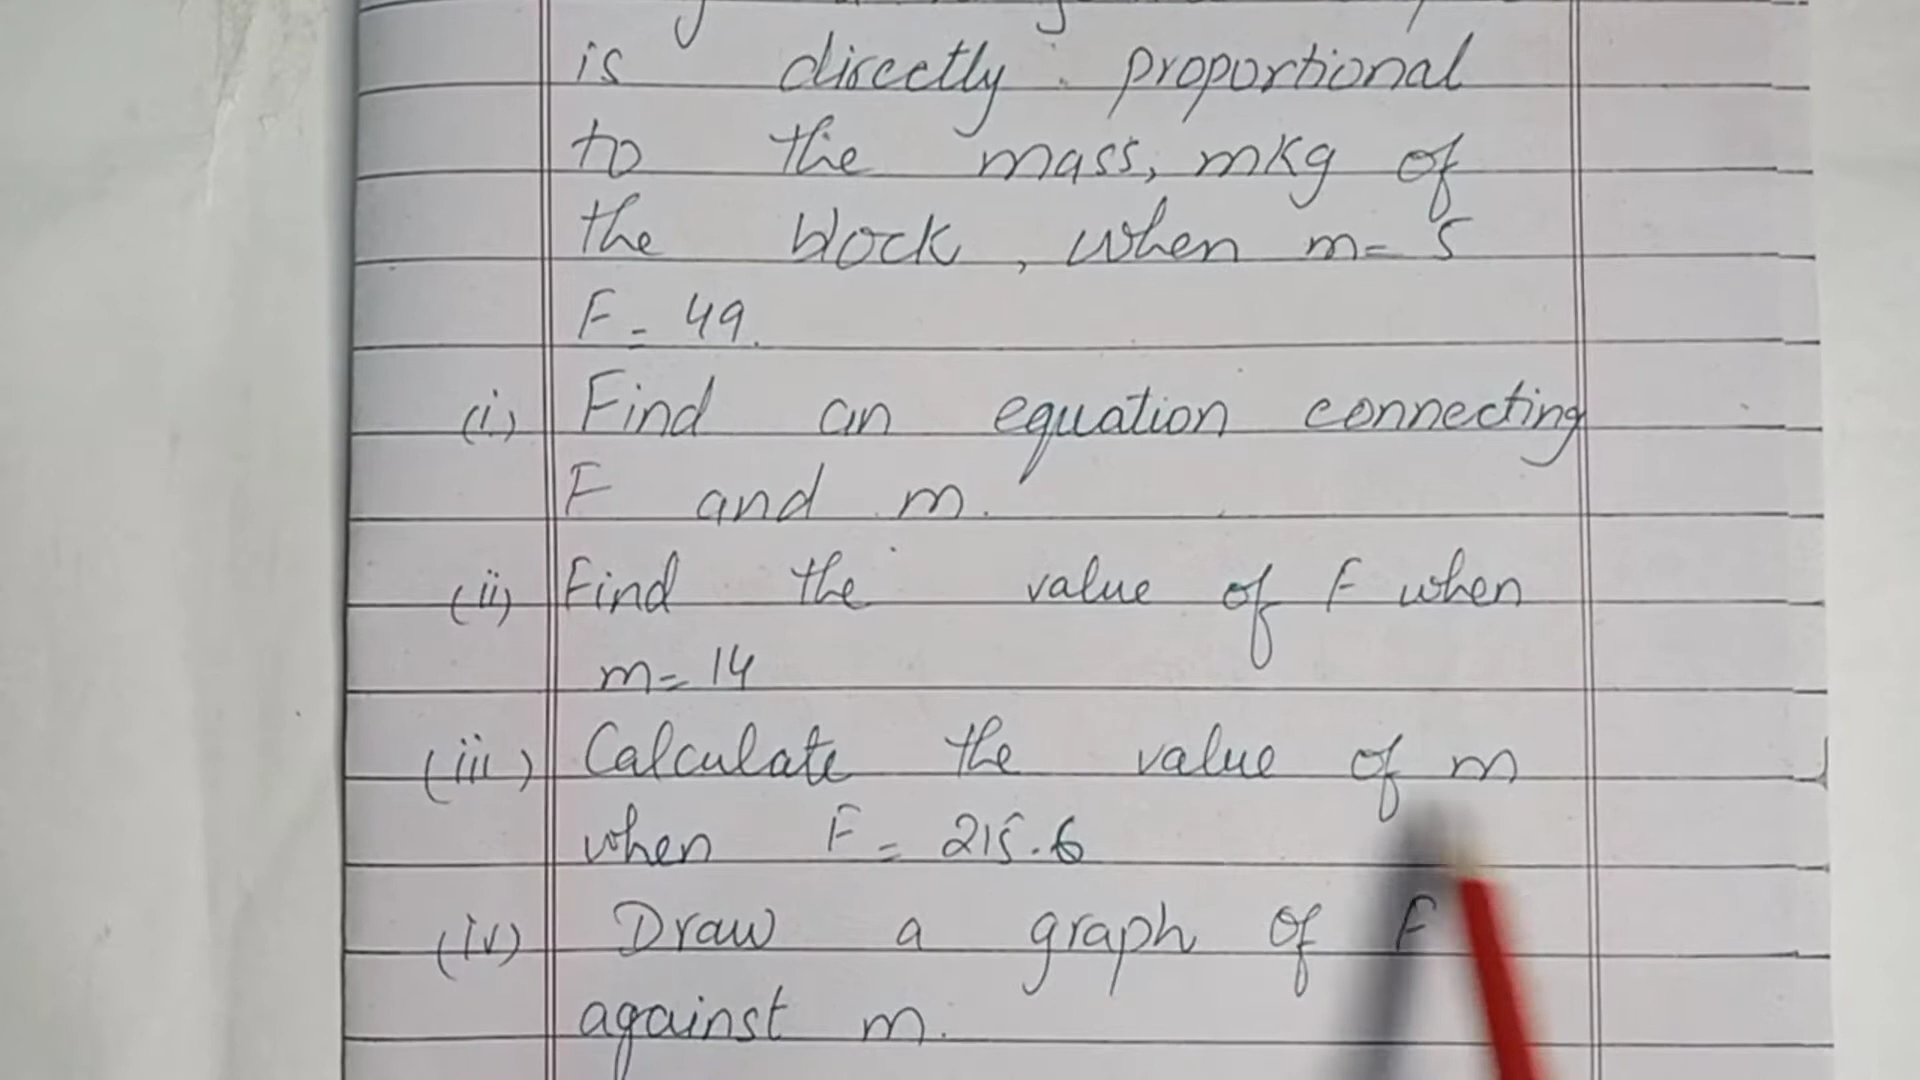 is directly proportional
to the mass, mkg of
the block, when m= 5
F= 49.
(i) Find an equation connecting
F and m.
(ii) Find the value of F when
m= 14
(iii) Calculate the value of m
when F= 215.6
(iv) Draw a graph of F
against m.